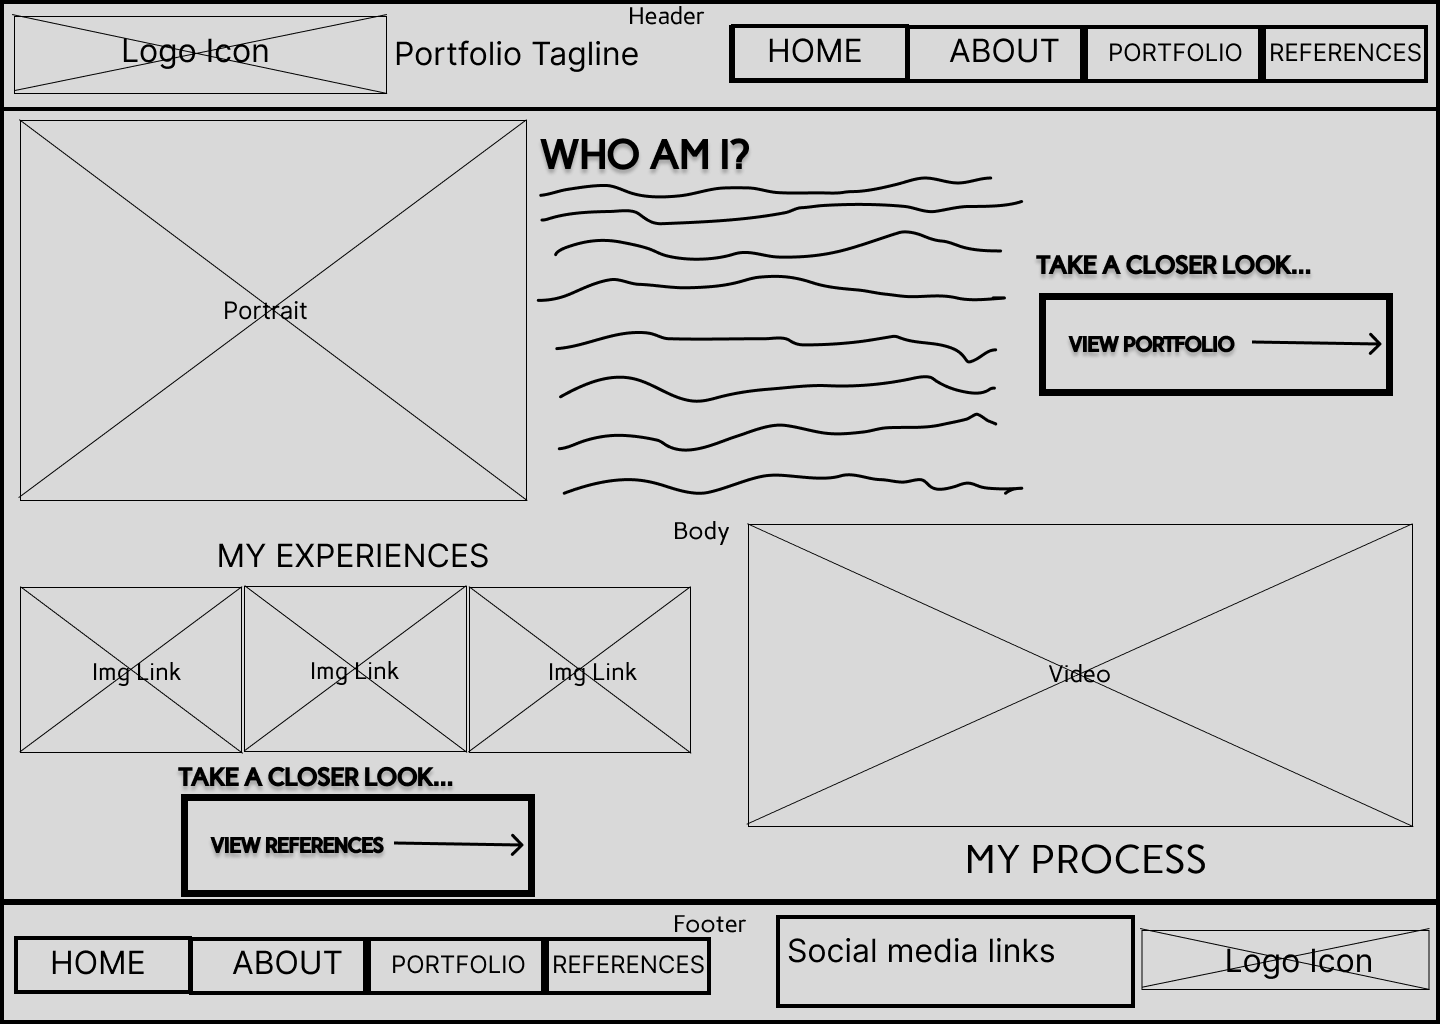 Header
Logo Icon
Portfolio Tagline
HOME
ABOUT
PORTFOLIO
REFERENCES
WHO AM I?
Portrait
TAKE A CLOSER LOOK...
VIEW PORTFOLIO
Body
MY EXPERIENCES
Img Link
Img Link
Img Link
Video
TAKE A CLOSER LOOK...
VIEW REFERENCES
MY PROCESS
Footer
HOME
ABOUT
PORTFOLIO
REFERENCES
Social media links
Logo Icon